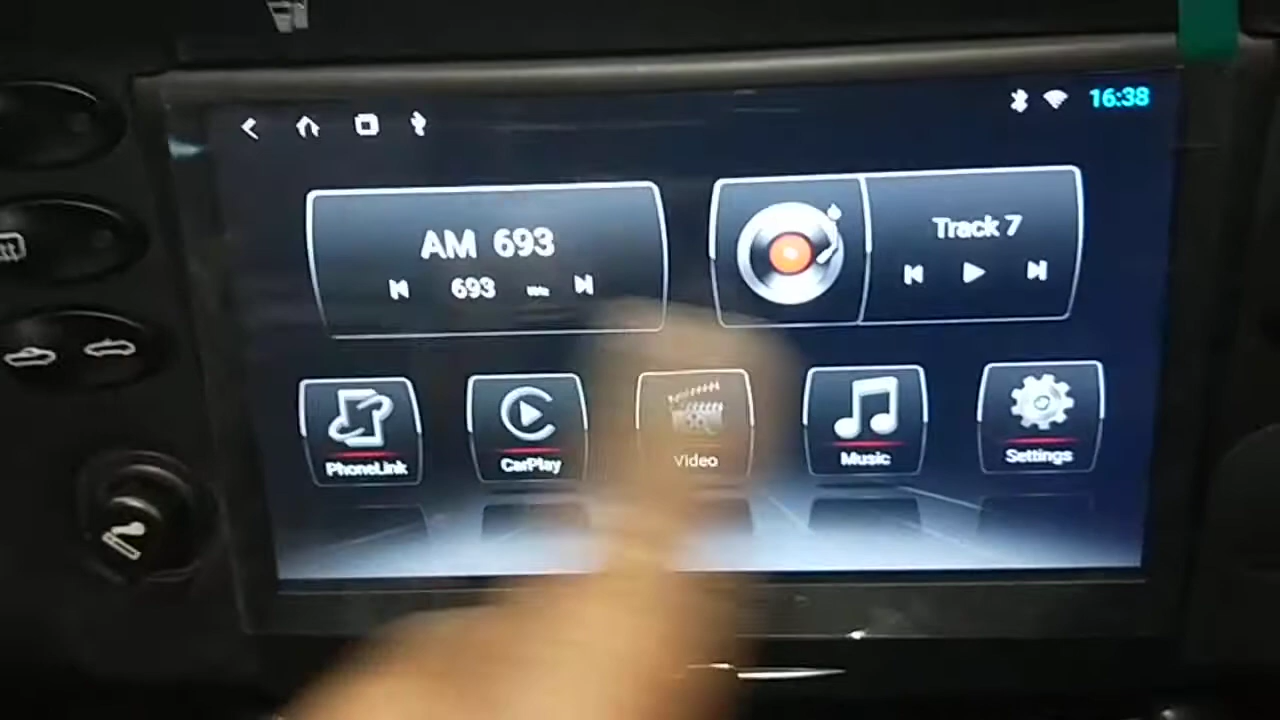 16:38
AM 693
693
Track 7
PhoneLink
CarPlay
Video
Music
Settings